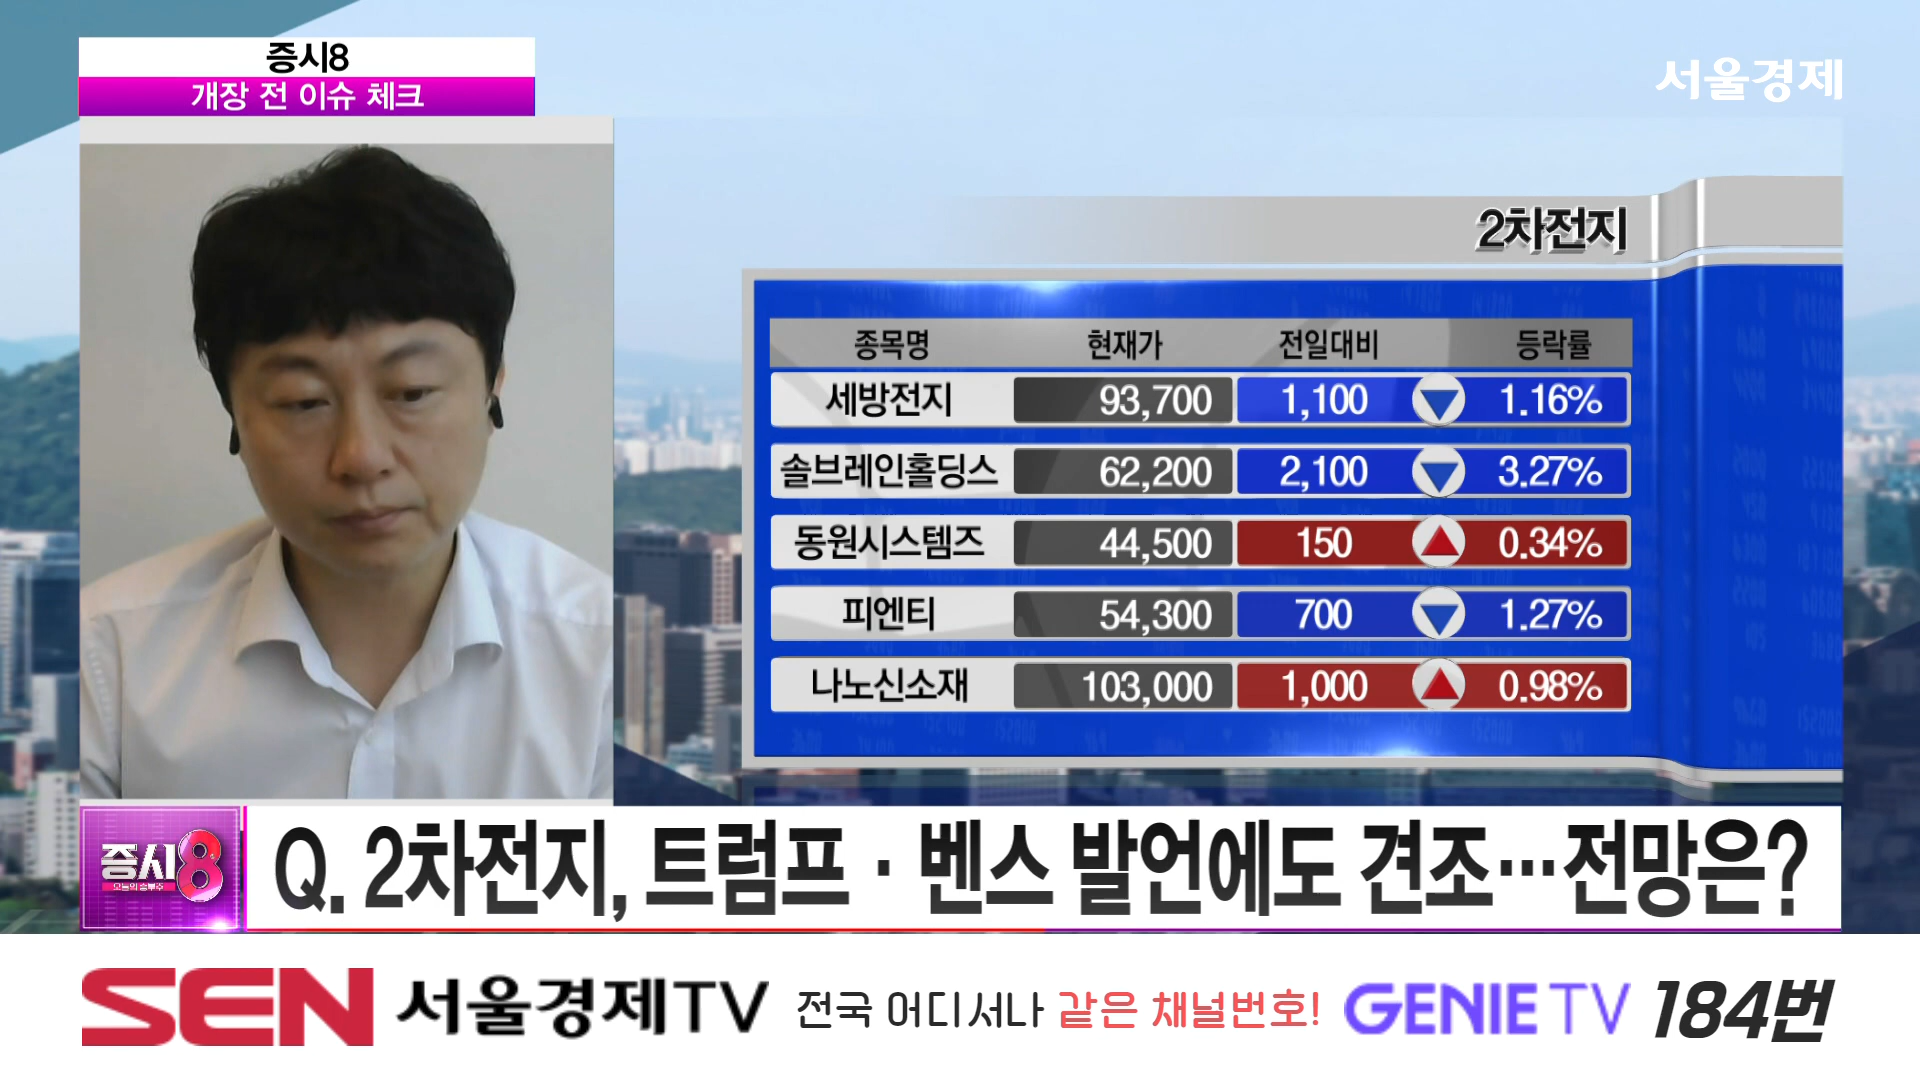 증시8
개장 전 이슈 체크
서울경제
2차전지
종목명 현재가 전일대비 등락률
세방전지 93,700 1,100 ▼ 1.16%
솔브레인홀딩스 62,200 2,100 ▼ 3.27%
동원시스템즈 44,500 150 ▲ 0.34%
피엔티 54,300 700 ▼ 1.27%
나노신소재 103,000 1,000 ▲ 0.98%
증시8
오늘의 승부주
Q. 2차전지, 트럼프·벤스 발언에도 견조…전망은?
SEN 서울경제TV 전국 어디서나 같은 채널번호! GENIE TV 184번